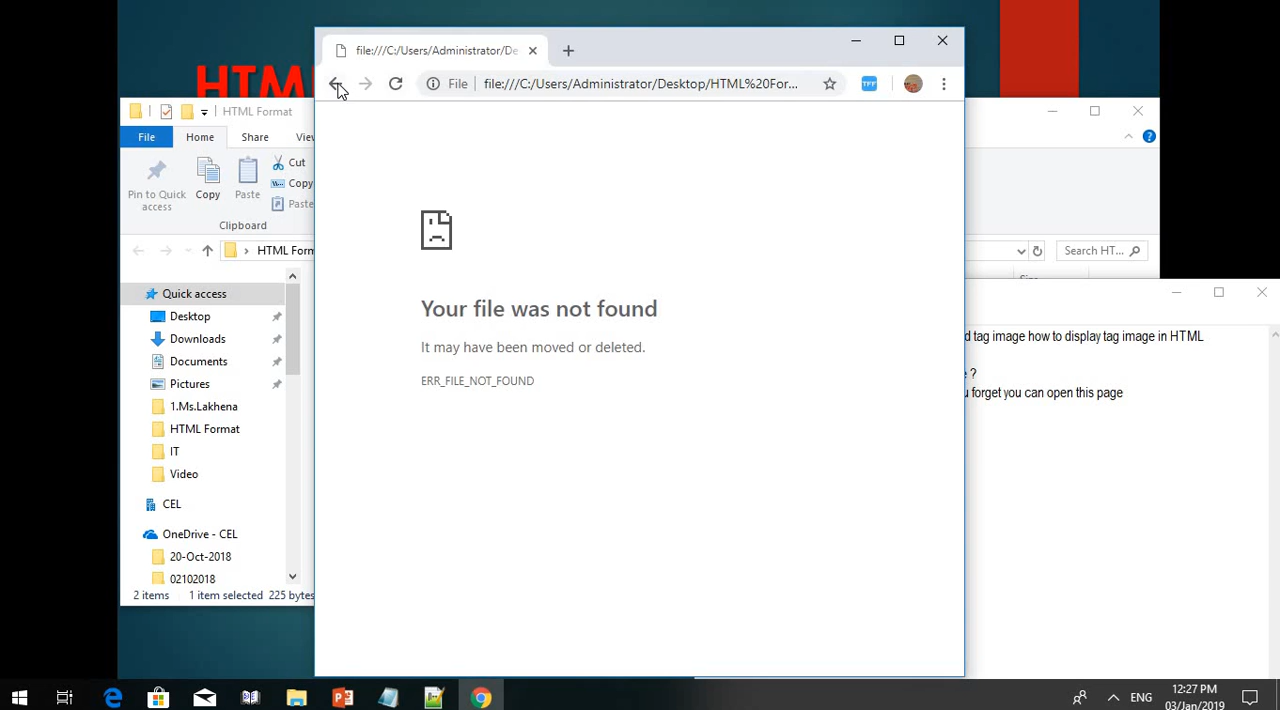 HTML
file:///C:/Users/Administrator/De
File
file:///C:/Users/Administrator/Desktop/HTML%20For...
TFF
HTML Format
File
Home
Share
Vie
Pin to Quick
access
Copy
Paste
Cut
Copy
Paste
Clipboard
HTML Form
Search HT...
Size
Quick access
Desktop
Downloads
Documents
Pictures
1.Ms.Lakhena
HTML Format
IT
Video
CEL
OneDrive - CEL
20-Oct-2018
02102018
2 items
1 item selected
225 bytes
Your file was not found
It may have been moved or deleted.
ERR_FILE_NOT_FOUND
d tag image how to display tag image in HTML
e ?
u forget you can open this page
ENG
12:27 PM
03/Jan/2019